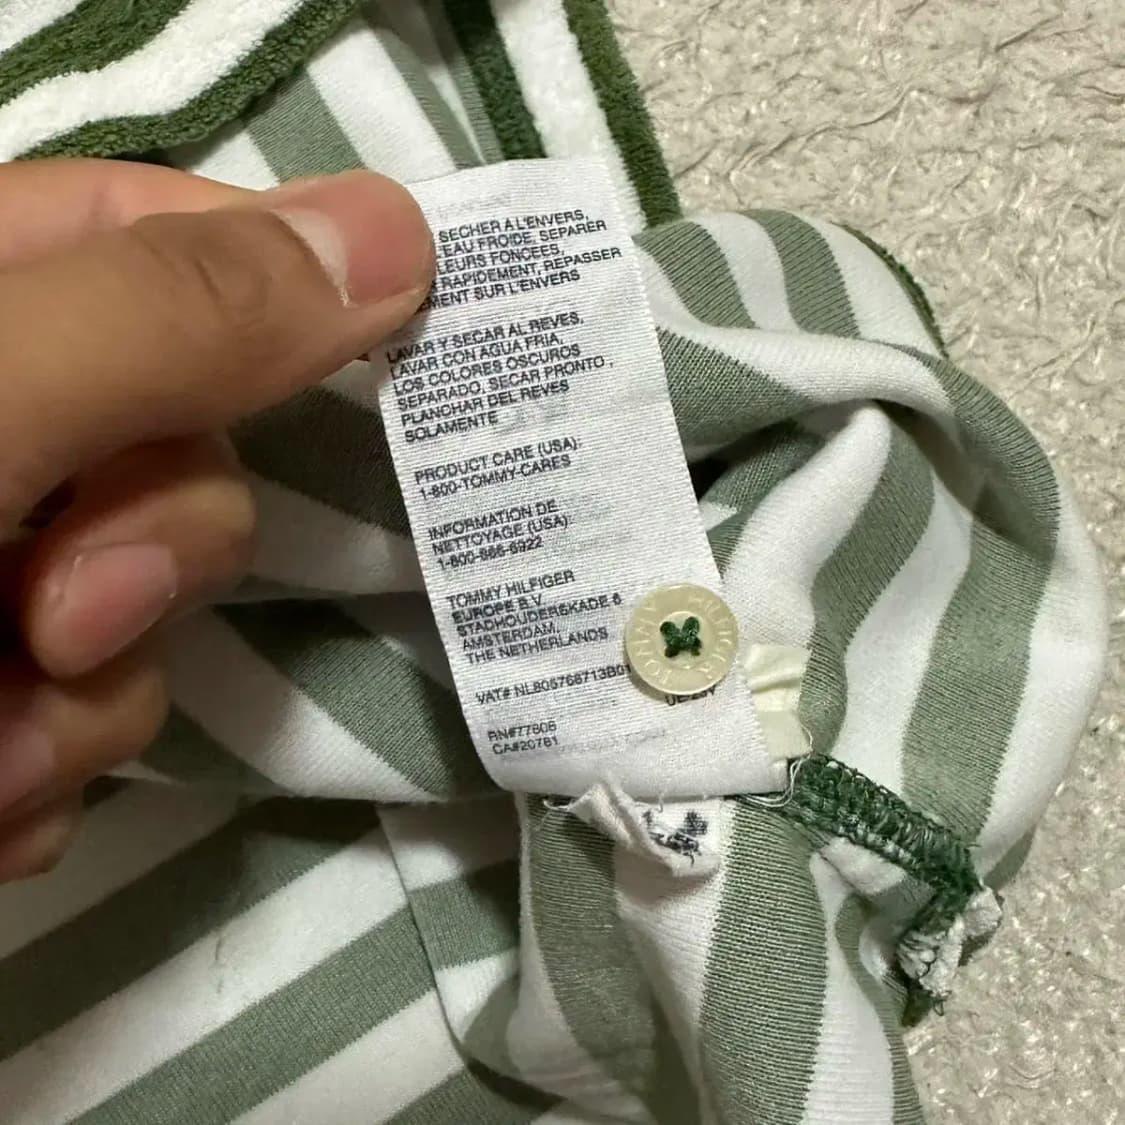 SECHER A L'ENVERS,
EAU FROIDE, SEPARER
LEURS FONCEES,
RAPIDEMENT, REPASSER
EMENT SUR L'ENVERS
LAVAR Y SECAR AL REVES,
LAVAR CON AGUA FRIA,
LOS COLORES OSCUROS
SEPARADO, SECAR PRONTO,
PLANCHAR DEL REVES
SOLAMENTE
PRODUCT CARE (USA):
1-800-TOMMY-CARES
INFORMATION DE
NETTOYAGE (USA):
1-800-866-6922
TOMMY HILFIGER
EUROPE B.V.
STADHOUDERSKADE 6
AMSTERDAM,
THE NETHERLANDS
VAT# NL805768713B01
RN#77806
CA#20781
TOMMY HILFIGER